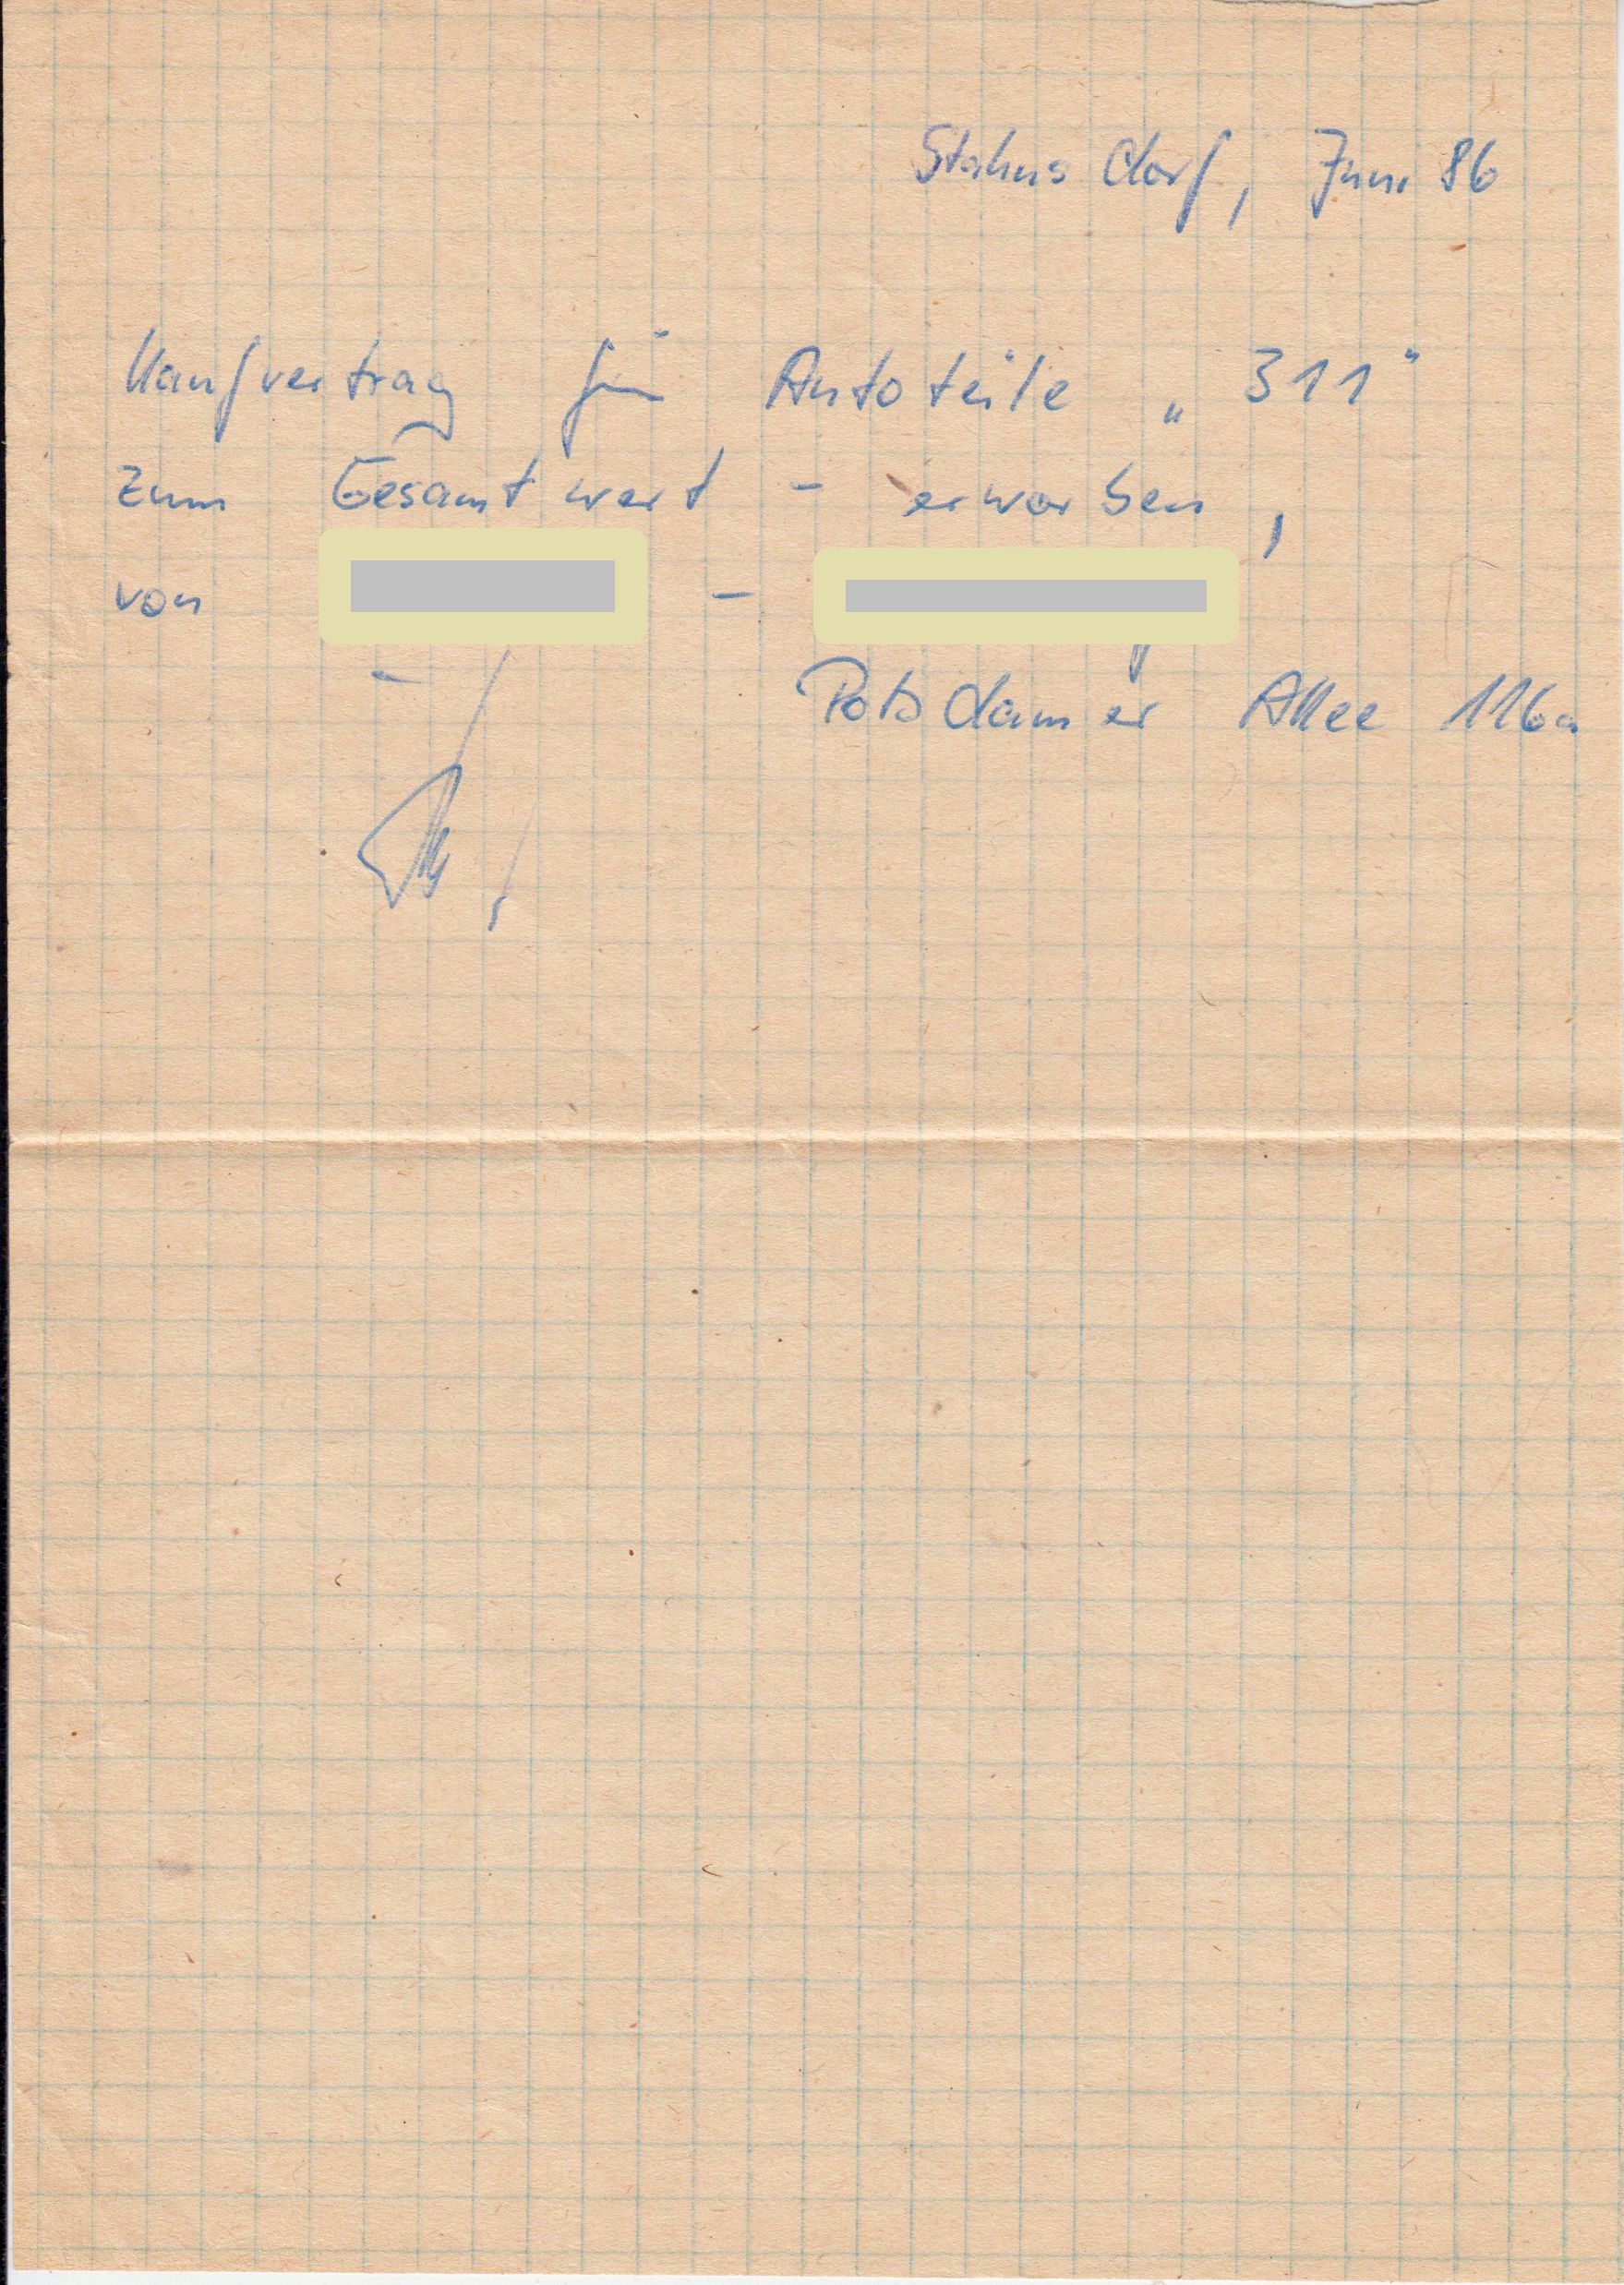 Stahnsdorf, Juni 86
Kaufvertrag für Autoteile „311"
zum Gesamtwert - erworben,
von -
Potsdamer Allee 116a